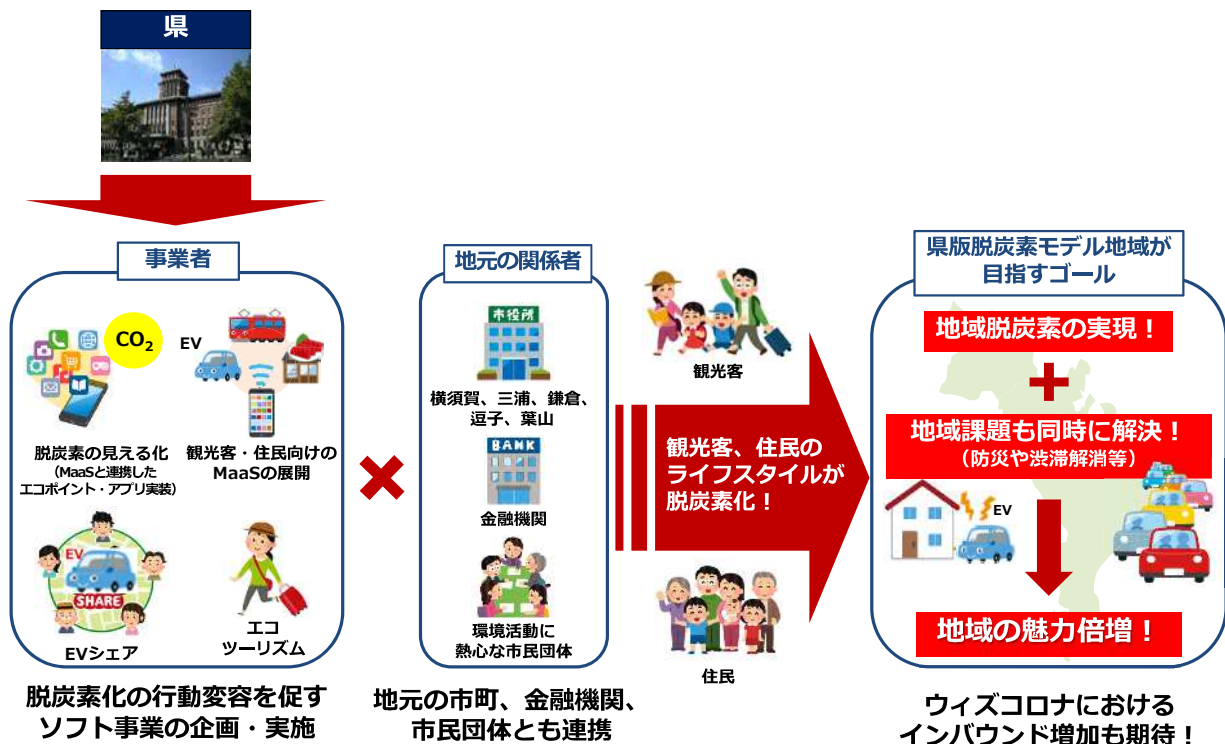 県
事業者
CO2
EV
脱炭素の見える化
(MaaSと連携した
エコポイント・アプリ実装)
観光客・住民向けの
MaaSの展開
EV
SHARE
EVシェア
エコ
ツーリズム
脱炭素化の行動変容を促す
ソフト事業の企画・実施
地元の関係者
市役所
横須賀、三浦、鎌倉、
逗子、葉山
BANK
金融機関
環境活動に
熱心な市民団体
地元の市町、金融機関、
市民団体とも連携
観光客
観光客、住民の
ライフスタイルが
脱炭素化！
住民
県版脱炭素モデル地域が
目指すゴール
地域脱炭素の実現！
地域課題も同時に解決！
（防災や渋滞解消等）
EV
地域の魅力倍増！
ウィズコロナにおける
インバウンド増加も期待！